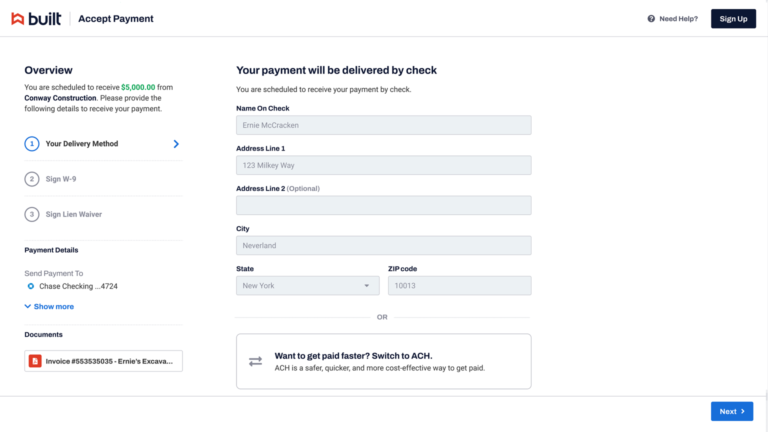 built
Accept Payment
Need Help?
Sign Up
Overview
You are scheduled to receive $5,000.00 from
Conway Construction. Please provide the
following details to receive your payment.
1
Your Delivery Method
2
Sign W-9
3
Sign Lien Waiver
Payment Details
Send Payment To
Chase Checking ...4724
Show more
Documents
Invoice #553535035 - Ernie's Excava...
Your payment will be delivered by check
You are scheduled to receive your payment by check.
Name On Check
Ernie McCracken
Address Line 1
123 Milkey Way
Address Line 2 (Optional)
City
Neverland
State
ZIP code
New York
10013
OR
Want to get paid faster? Switch to ACH.
ACH is a safer, quicker, and more cost-effective way to get paid.
Next